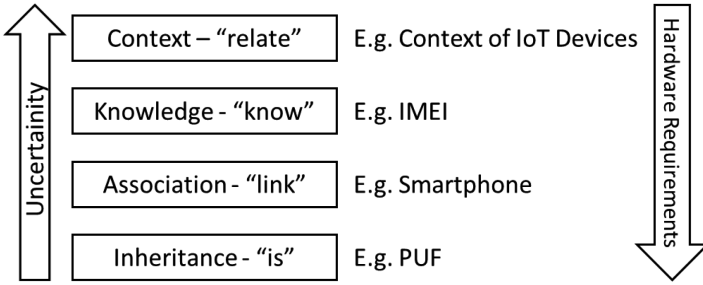 Context – “relate”
E.g. Context of IoT Devices
Knowledge - “know”
E.g. IMEI
Association - “link”
E.g. Smartphone
Inheritance - “is”
E.g. PUF
Uncertainity
Hardware Requirements